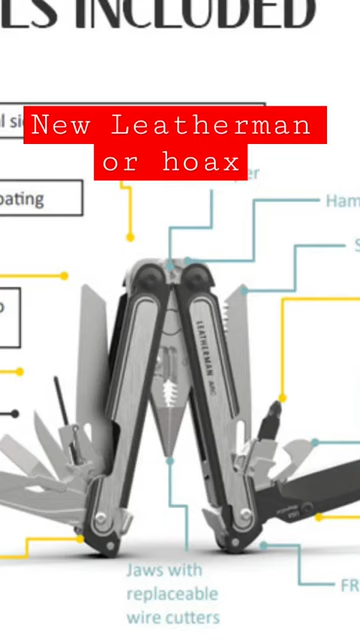 LS INCLUDED
New Leatherman
or hoax
er
Ham
oating
S
LEATHERMAN ARC
Jaws with
replaceable
wire cutters
FR